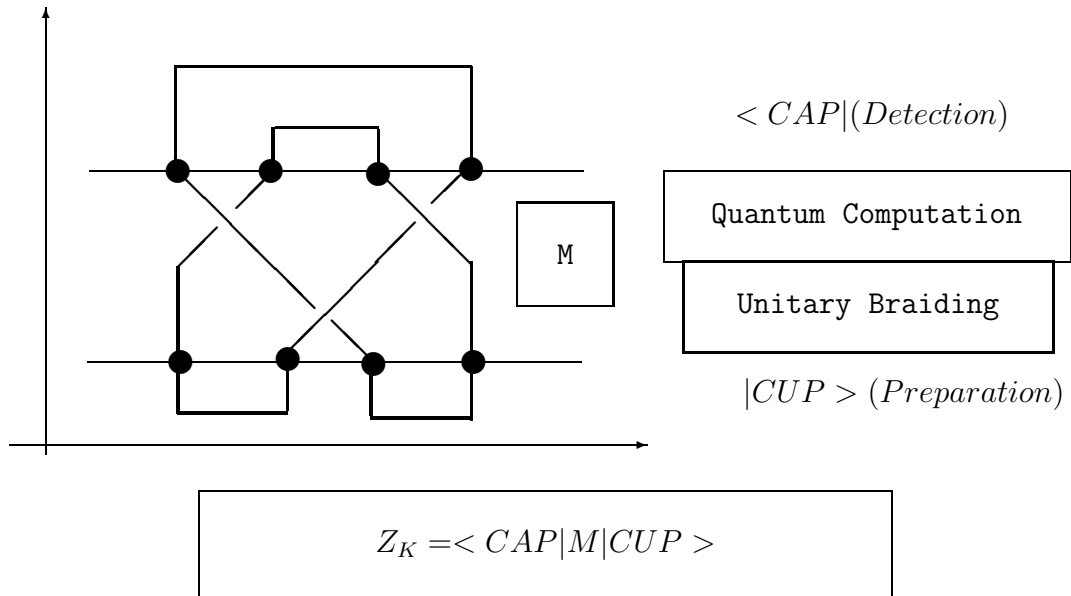 < CAP|(Detection)
Quantum Computation
M
Unitary Braiding
|CUP > (Preparation)
Z_K =< CAP|M|CUP >